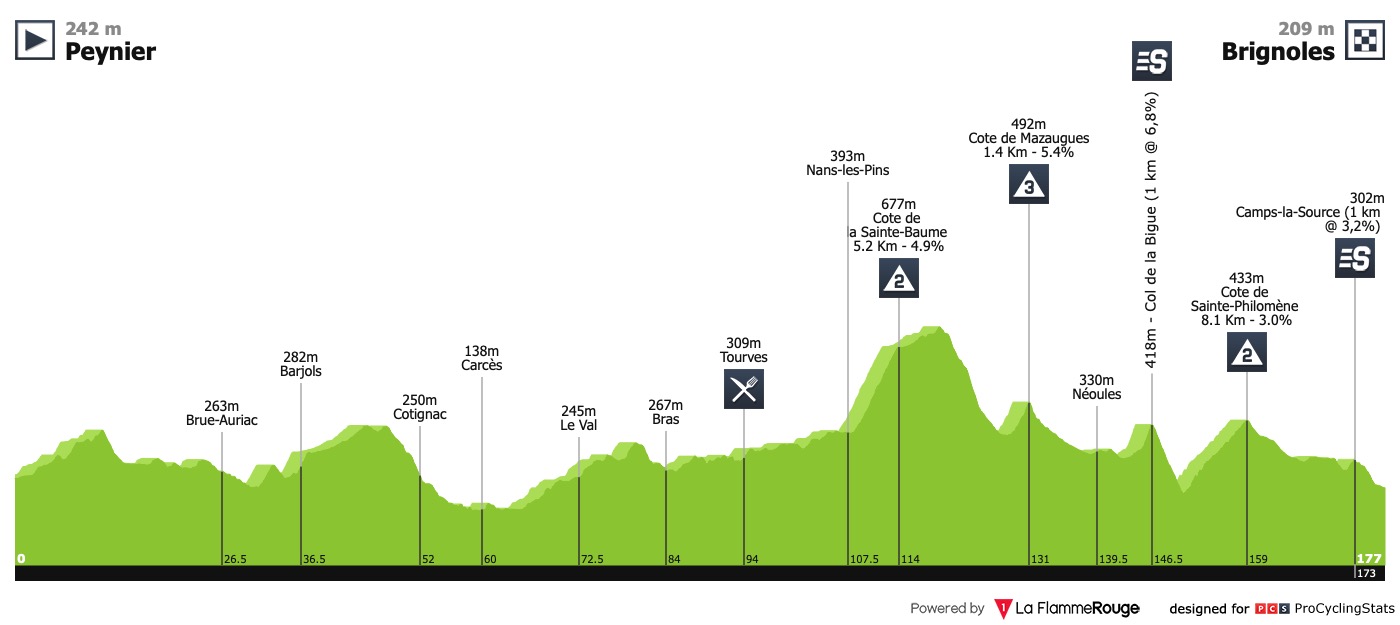 242 m
Peynier
209 m
Brignoles
263m
Brue-Auriac
282m
Barjols
250m
Cotignac
138m
Carcès
245m
Le Val
267m
Bras
309m
Tourves
393m
Nans-les-Pins
677m
Cote de
la Sainte-Baume
5.2 Km - 4.9%
2
492m
Cote de Mazaugues
1.4 Km - 5.4%
3
330m
Néoules
S
418m - Col de la Bigue (1 km @ 6,8%)
433m
Cote de
Sainte-Philomène
8.1 Km - 3.0%
2
302m
Camps-la-Source (1 km
@ 3,2%)
S
0
26.5
36.5
52
60
72.5
84
94
107.5
114
131
139.5
146.5
159
177
173
Powered by 1 La FlammeRouge designed for PCS ProCyclingStats